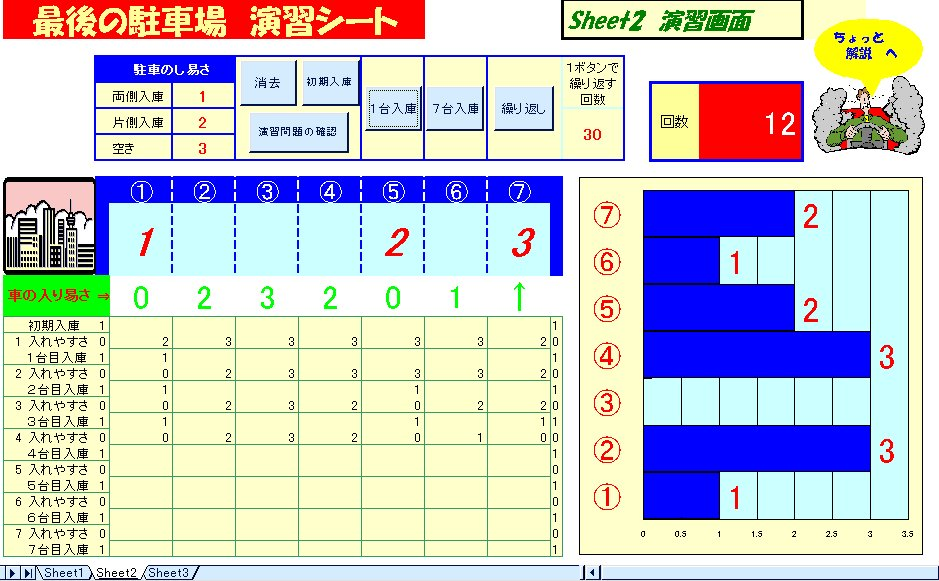 最後の駐車場 演習シート
Sheet2 演習画面
ちょっと
解説 へ
駐車のし易さ
両側入庫 1
片側入庫 2
空き 3
消去
初期入庫
演習問題の確認
1台入庫
7台入庫
繰り返し
1ボタンで
繰り返す
回数
30
回数 12
① ② ③ ④ ⑤ ⑥ ⑦
1 2 3
車の入り易さ ⇒ 0 2 3 2 0 1 ↑
初期入庫 1 1
1 入れやすさ 0 2 3 3 3 3 3 2 0
1台目入庫 1 1 1
2 入れやすさ 0 0 2 3 3 3 3 2 0
2台目入庫 1 1 1 1
3 入れやすさ 0 0 2 3 2 0 2 2 0
3台目入庫 1 1 1 1 1
4 入れやすさ 0 0 2 3 2 0 1 0 0
4台目入庫 1 1
5 入れやすさ 0 0
5台目入庫 1 1
6 入れやすさ 0 0
6台目入庫 1 1
7 入れやすさ 0 0
7台目入庫 1 1
⑦ 2
⑥ 1
⑤ 2
④ 3
③
② 3
① 1
0 0.5 1 1.5 2 2.5 3 3.5
Sheet1 Sheet2 Sheet3